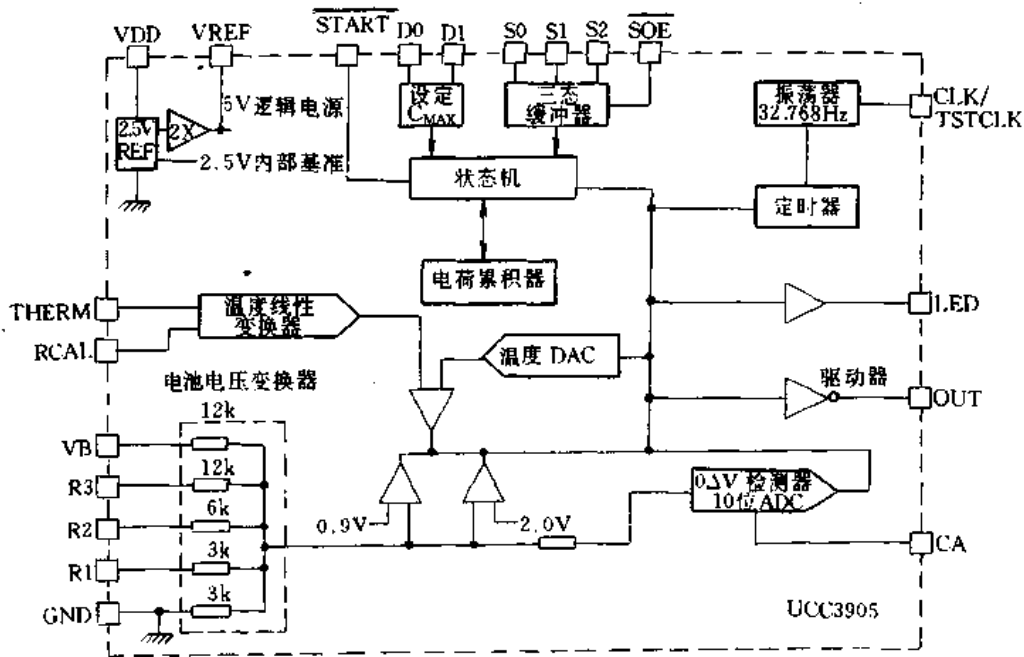 VDD
VREF
START
D0
D1
S0
S1
S2
SOE
5V逻辑电源
2.5V
REF
2X
2.5V内部基准
设定
CMAX
三态
缓冲器
振荡器
32.768Hz
CLK/
TSTCLK
状态机
定时器
电荷累积器
THERM
RCAL
温度线性
变换器
温度 DAC
LED
驱动器
OUT
电池电压变换器
12k
VB
12k
R3
6k
R2
3k
R1
3k
GND
0.9V
2.0V
0ΔV 检测器
10位ADC
CA
UCC3905